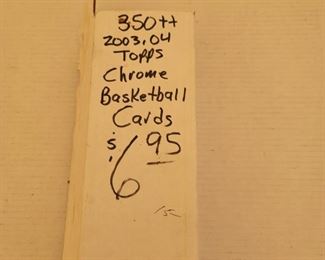 350++
2003,04
Topps
Chrome
Basketball
Cards
$6.95